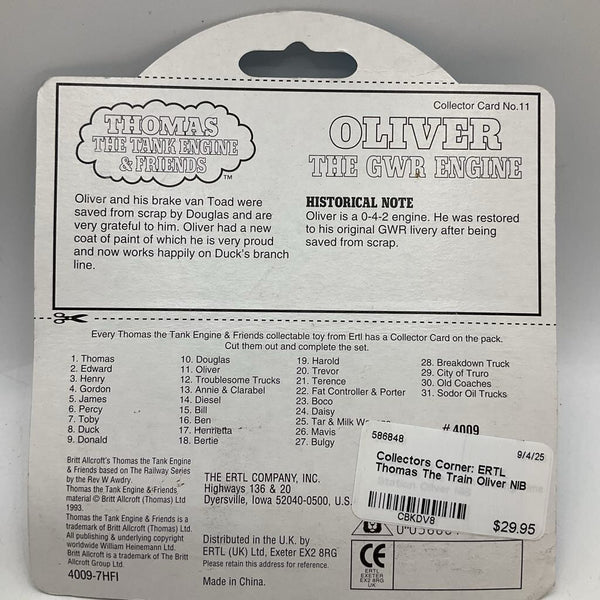 Collector Card No.11
THOMAS
THE TANK ENGINE
& FRIENDS
TM
OLIVER
THE GWR ENGINE
Oliver and his brake van Toad were
saved from scrap by Douglas and are
very grateful to him. Oliver had a new
coat of paint of which he is very proud
and now works happily on Duck's branch
line.
HISTORICAL NOTE
Oliver is a 0-4-2 engine. He was restored
to his original GWR livery after being
saved from scrap.
Every Thomas the Tank Engine & Friends collectable toy from Ertl has a Collector Card on the pack.
Cut them out and complete the set.
1. Thomas
2. Edward
3. Henry
4. Gordon
5. James
6. Percy
7. Toby
8. Duck
9. Donald
10. Douglas
11. Oliver
12. Troublesome Trucks
13. Annie & Clarabel
14. Diesel
15. Bill
16. Ben
17. Henrietta
18. Bertie
19. Harold
20. Trevor
21. Terence
22. Fat Controller & Porter
23. Boco
24. Daisy
25. Tar & Milk
26. Mavis
27. Bulgy
28. Breakdown Truck
29. City of Truro
30. Old Coaches
31. Sodor Oil Trucks
#4009
Britt Allcroft's Thomas the Tank Engine
& Friends based on The Railway Series
by the Rev W Awdry.
Thomas the Tank Engine & Friends
material © Britt Allcroft (Thomas) Ltd
1993.
Thomas the Tank Engine & Friends is a
trademark of Britt Allcroft (Thomas) Ltd.
All publishing & underlying copyright
worldwide William Heinemann Ltd.
Thomas the Tank Engine & Friends is a
trademark of The Britt
Allcroft Group Ltd.
4009-7HFI
THE ERTL COMPANY, INC.
Highways 136 & 20
Dyersville, Iowa 52040-0500, U.S.
Distributed in the U.K. by
ERTL (UK) Ltd, Exeter EX2 8RG
Please retain this address for reference.
Made in China.
586848
9/4/25
Collectors Corner: ERTL
Thomas The Train Oliver NIB
CBKDV8
$29.95
CE
ERTL
EXETER
EX2 8RG
UK